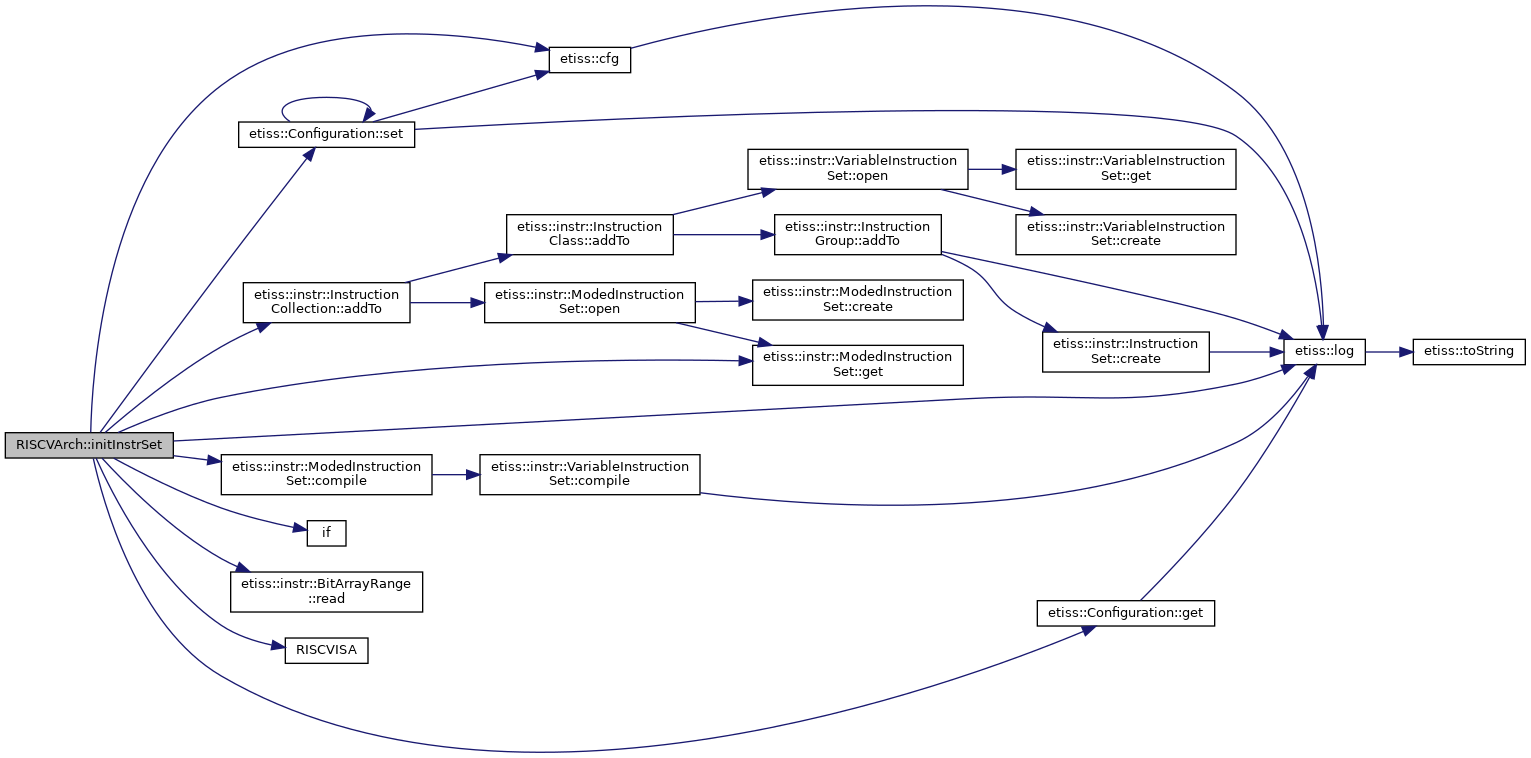 etiss::cfg
etiss::Configuration::set
etiss::instr::VariableInstruction
Set::open
etiss::instr::VariableInstruction
Set::get
etiss::instr::Instruction
Class::addTo
etiss::instr::Instruction
Group::addTo
etiss::instr::VariableInstruction
Set::create
etiss::instr::Instruction
Collection::addTo
etiss::instr::ModedInstruction
Set::open
etiss::instr::ModedInstruction
Set::create
etiss::instr::ModedInstruction
Set::get
etiss::instr::Instruction
Set::create
etiss::log
etiss::toString
RISCVArch::initInstrSet
etiss::instr::ModedInstruction
Set::compile
etiss::instr::VariableInstruction
Set::compile
if
etiss::instr::BitArrayRange
::read
etiss::Configuration::get
RISCVISA